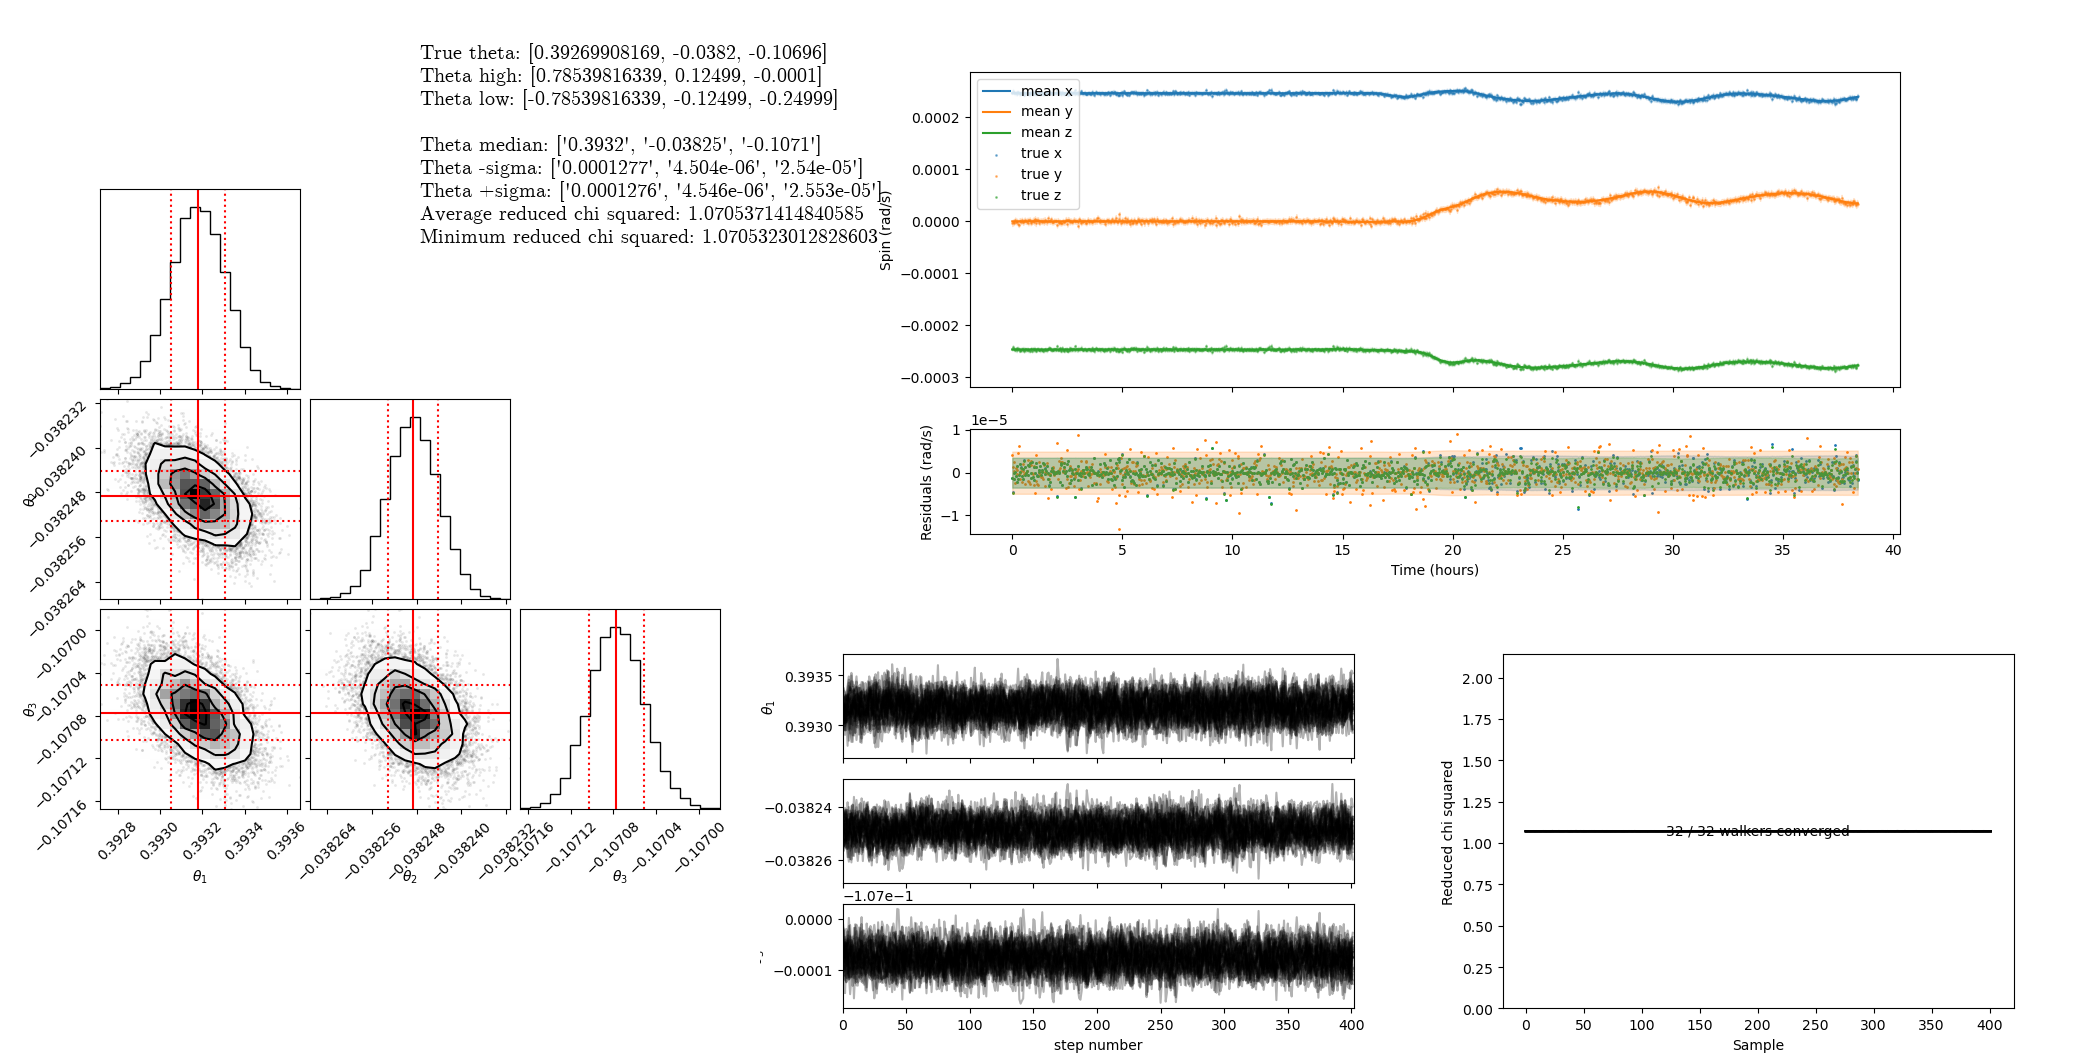 True theta: [0.39269908169, -0.0382, -0.10696]
Theta high: [0.78539816339, 0.12499, -0.0001]
Theta low: [-0.78539816339, -0.12499, -0.24999]
Theta median: ['0.3932', '-0.03825', '-0.1071']
Theta -sigma: ['0.0001277', '4.504e-06', '2.54e-05']
Theta +sigma: ['0.0001276', '4.546e-06', '2.553e-05']
Average reduced chi squared: 1.0705371414840585
Minimum reduced chi squared: 1.0705323012828603
mean x
mean y
mean z
true x
true y
true z
Spin (rad/s)
0.0002
0.0001
0.0000
−0.0001
−0.0002
−0.0003
1e−5
Residuals (rad/s)
1
0
−1
0 5 10 15 20 25 30 35 40
Time (hours)
−0.038232
−0.038240
−0.038248
−0.038256
−0.038264
θ3
−0.10700
−0.10704
−0.10708
−0.10712
−0.10716
0.3928 0.3930 0.3932 0.3934 0.3936
θ1
−0.038264 −0.038256 −0.038248 −0.038240 −0.038232
θ2
−0.10716 −0.10712 −0.10708 −0.10704 −0.10700
θ3
θ1
0.3935
0.3930
−0.03824
−0.03826
−1.07e−1
0.0000
−0.0001
0 50 100 150 200 250 300 350 400
step number
Reduced chi squared
2.00
1.75
1.50
1.25
1.00
0.75
0.50
0.25
0.00
32 / 32 walkers converged
0 50 100 150 200 250 300 350 400
Sample